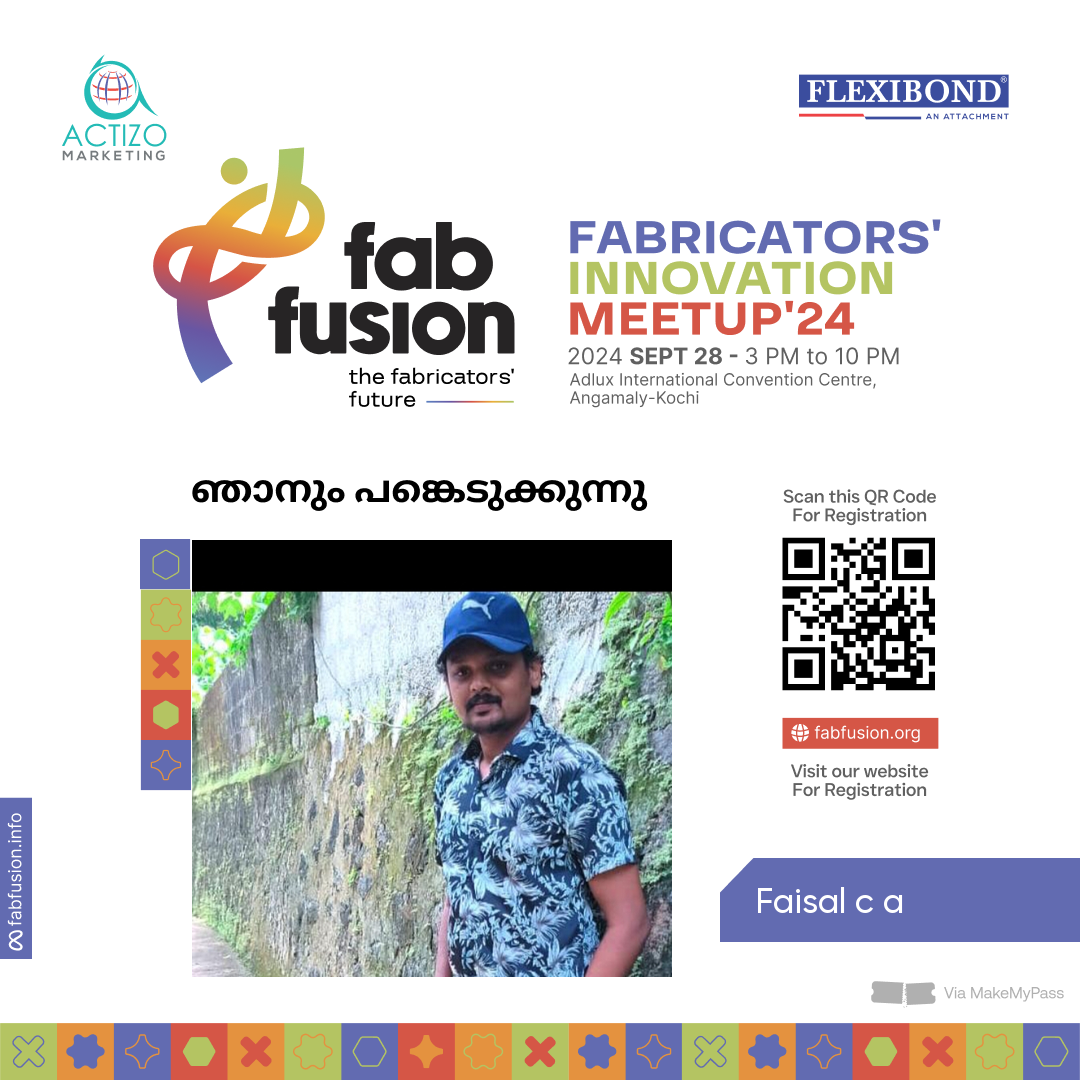 ACTIZO
MARKETING
FLEXIBOND®
AN ATTACHMENT
fab
fusion
the fabricators'
future
FABRICATORS'
INNOVATION
MEETUP'24
2024 SEPT 28 - 3 PM to 10 PM
Adlux International Convention Centre,
Angamaly-Kochi
ഞാനും പങ്കെടുക്കുന്നു
Scan this QR Code
For Registration
fabfusion.org
Visit our website
For Registration
fabfusion.info
Faisal c a
Via MakeMyPass